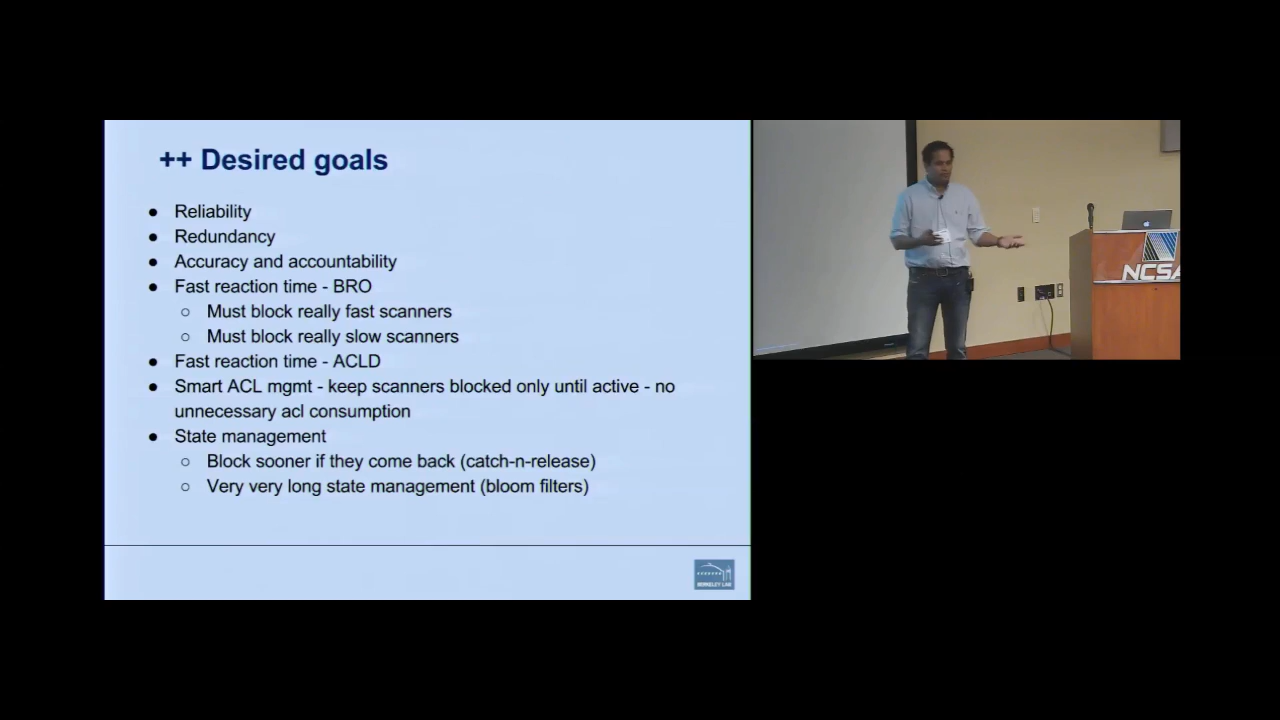 ++ Desired goals
● Reliability
● Redundancy
● Accuracy and accountability
● Fast reaction time - BRO
○ Must block really fast scanners
○ Must block really slow scanners
● Fast reaction time - ACLD
● Smart ACL mgmt - keep scanners blocked only until active - no
unnecessary acl consumption
● State management
○ Block sooner if they come back (catch-n-release)
○ Very very long state management (bloom filters)
BERKELEY LAB
NCSA